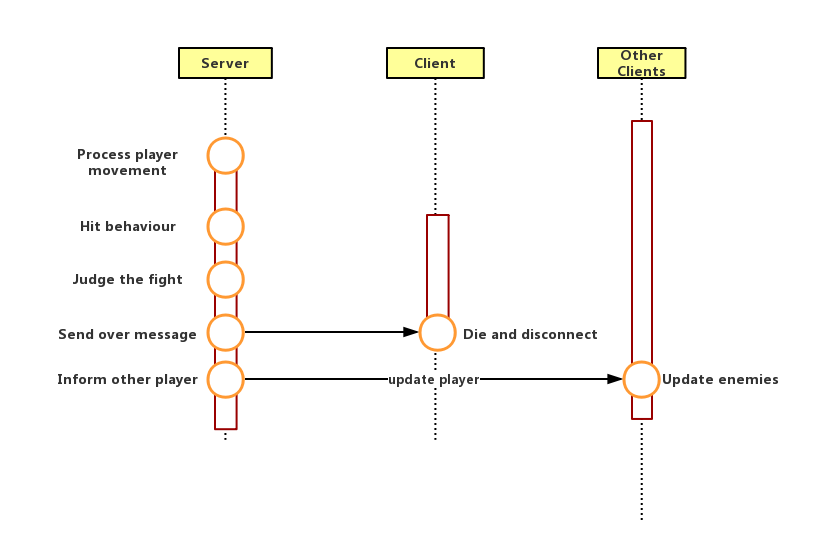 Server
Client
Other
Clients
Process player
movement
Hit behaviour
Judge the fight
Send over message
Die and disconnect
Inform other player
update player
Update enemies